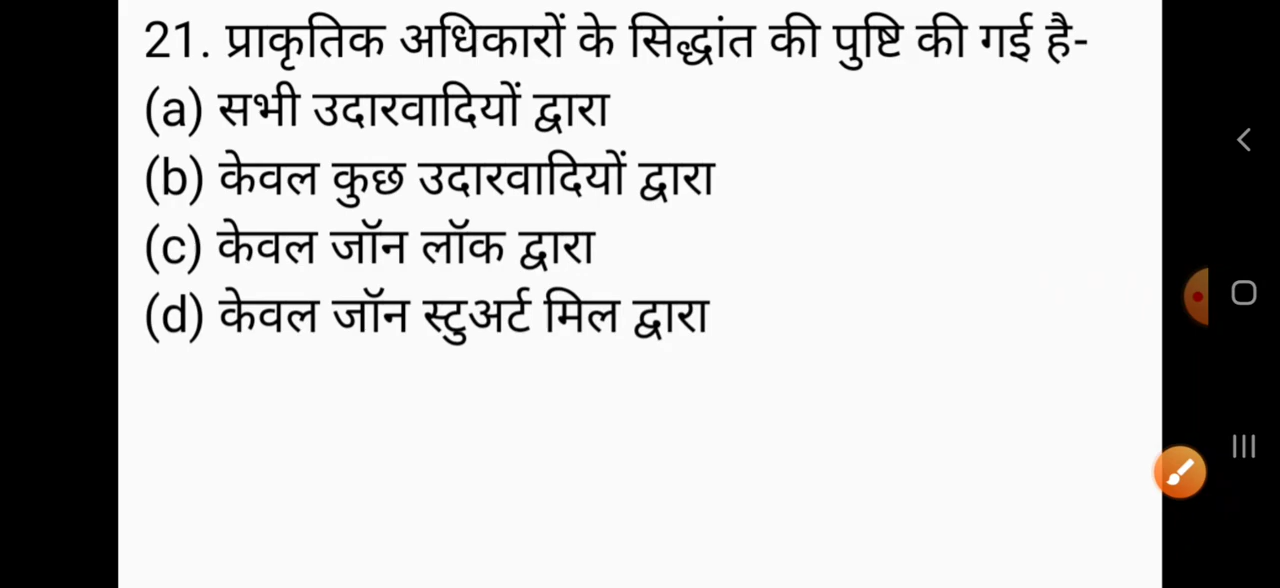 21. प्राकृतिक अधिकारों के सिद्धांत की पुष्टि की गई है-
(a) सभी उदारवादियों द्वारा
(b) केवल कुछ उदारवादियों द्वारा
(c) केवल जॉन लॉक द्वारा
(d) केवल जॉन स्टुअर्ट मिल द्वारा